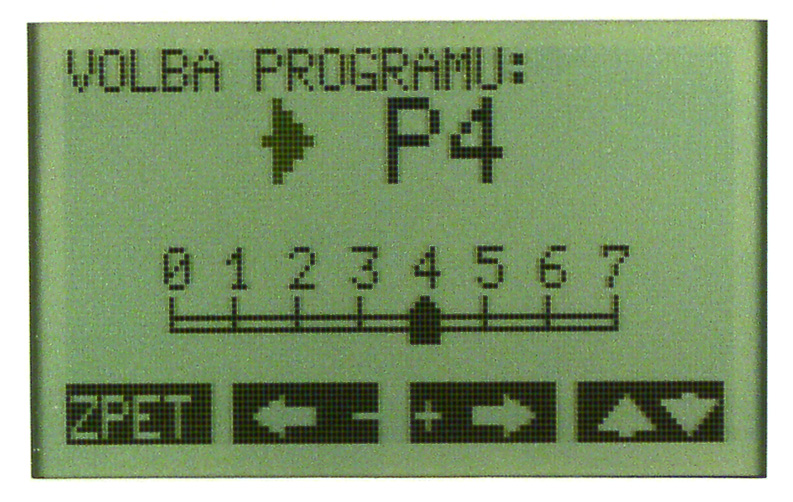 VOLBA PROGRAMU:
P4
0 1 2 3 4 5 6 7
ZPET - +